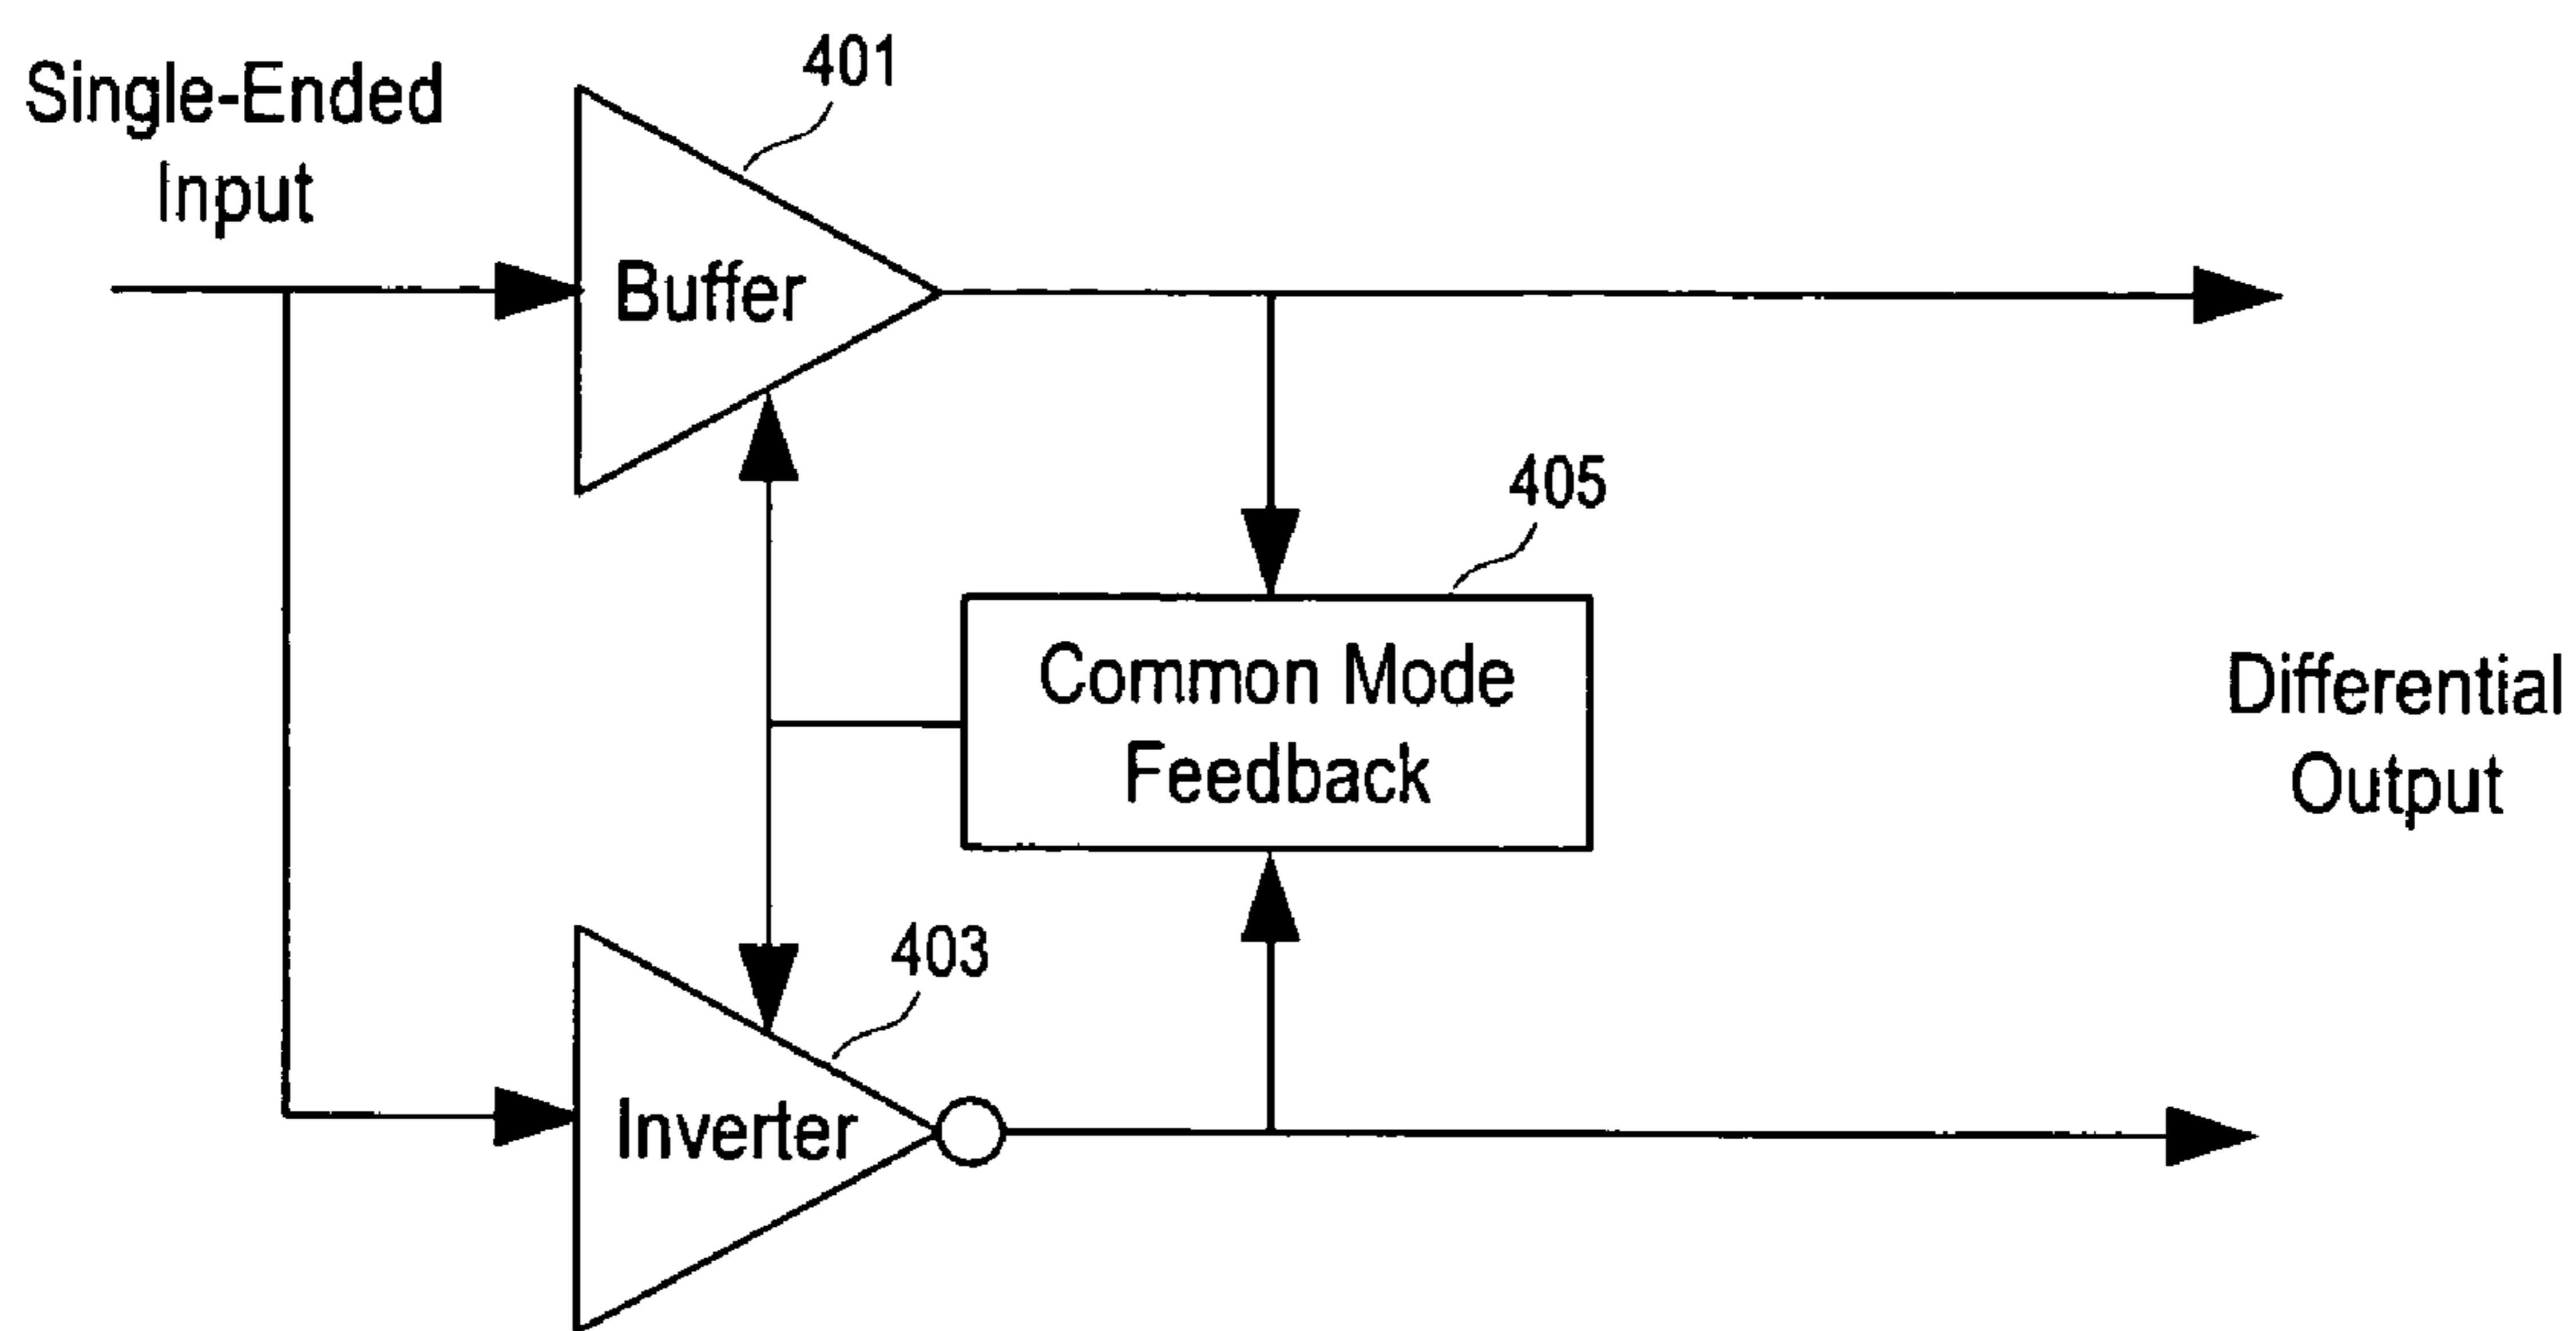 Single-Ended
Input
401
Buffer
405
Common Mode
Feedback
Differential
Output
403
Inverter